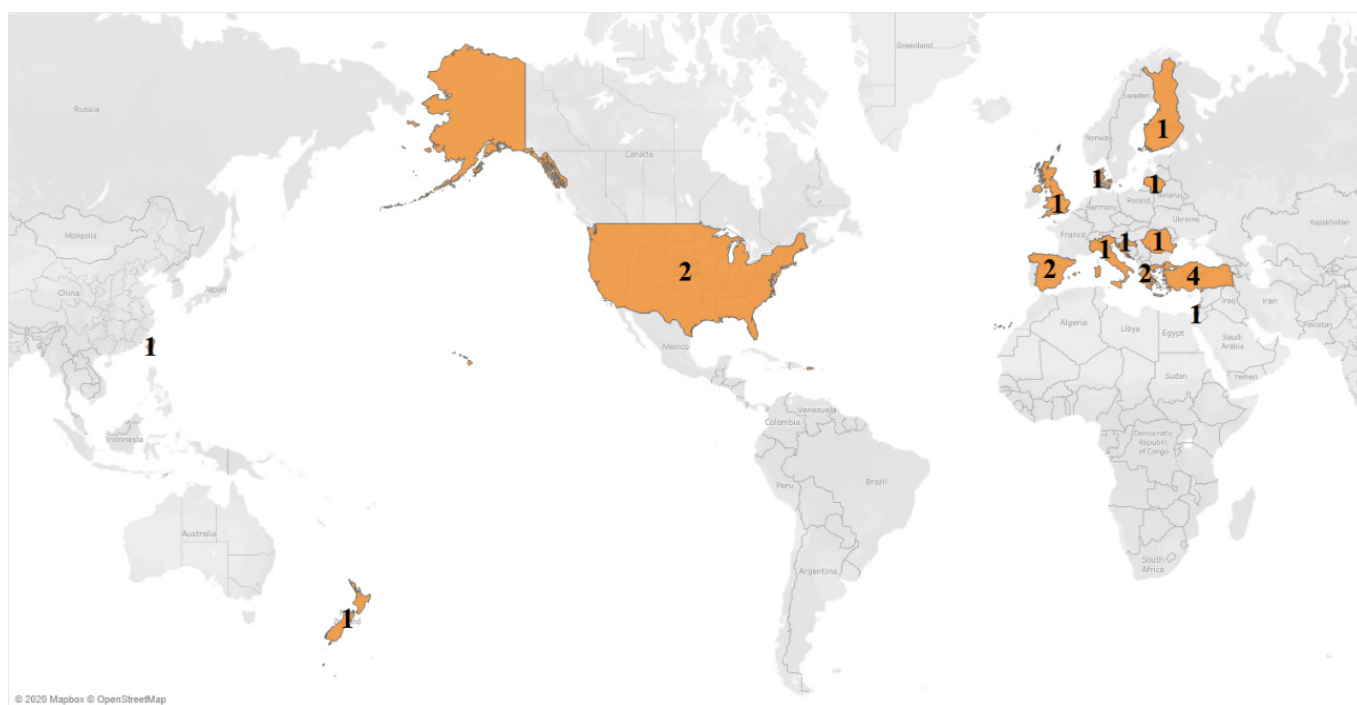 Greenland
Russia
Sweden
1
Norway
Canada
1
1
Belarus
1
Poland
Germany
Ukraine
Kazakhstan
Mongolia
France
1
1
1
2
2
2
4
China
Japan
Iraq
Iran
Algeria
Libya
Egypt
1
Pakistan
Saudi
Arabia
1
Mexico
Sudan
Yemen
Venezuela
Colombia
Indonesia
Democratic
Republic
of Congo
Peru
Brazil
Australia
South
Africa
Argentina
1
© 2020 Mapbox © OpenStreetMap